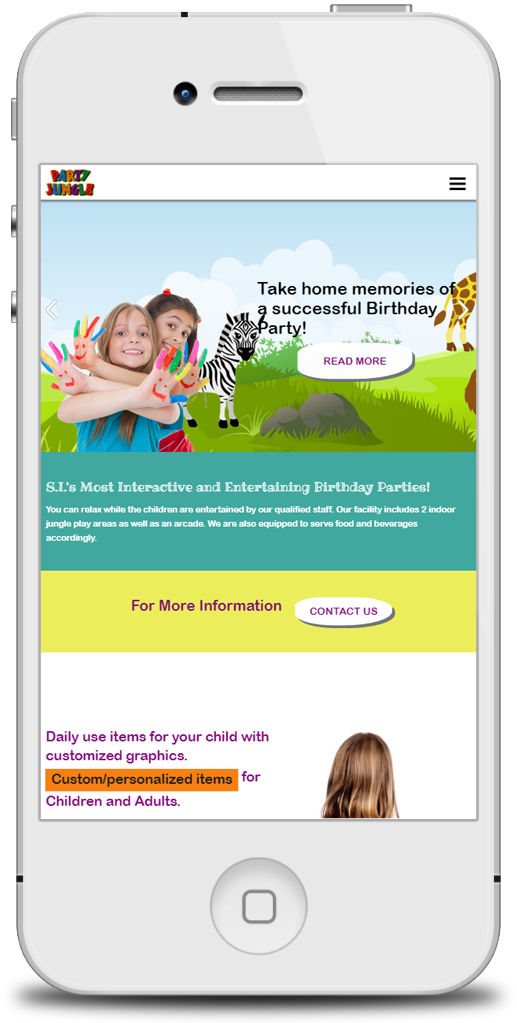 PARTY
JUNGLE
Take home memories of
a successful Birthday
Party!
READ MORE
S.I.'s Most Interactive and Entertaining Birthday Parties!
You can relax while the children are entertained by our qualified staff. Our facility includes 2 indoor
jungle play areas as well as an arcade. We are also equipped to serve food and beverages
accordingly.
For More Information
CONTACT US
Daily use items for your child with
customized graphics.
Custom/personalized items for
Children and Adults.